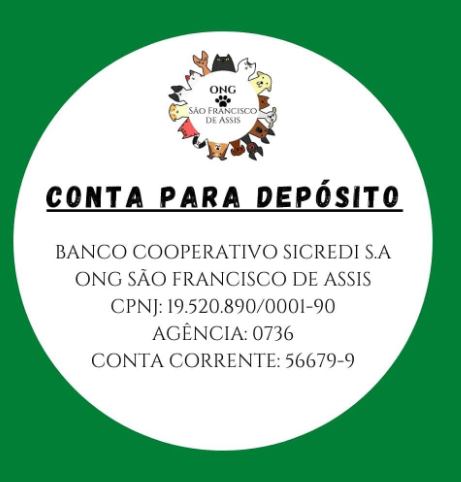 ONG
SÃO FRANCISCO
DE ASSIS
CONTA PARA DEPÓSITO
BANCO COOPERATIVO SICREDI S.A
ONG SÃO FRANCISCO DE ASSIS
CPNJ: 19.520.890/0001-90
AGÊNCIA: 0736
CONTA CORRENTE: 56679-9